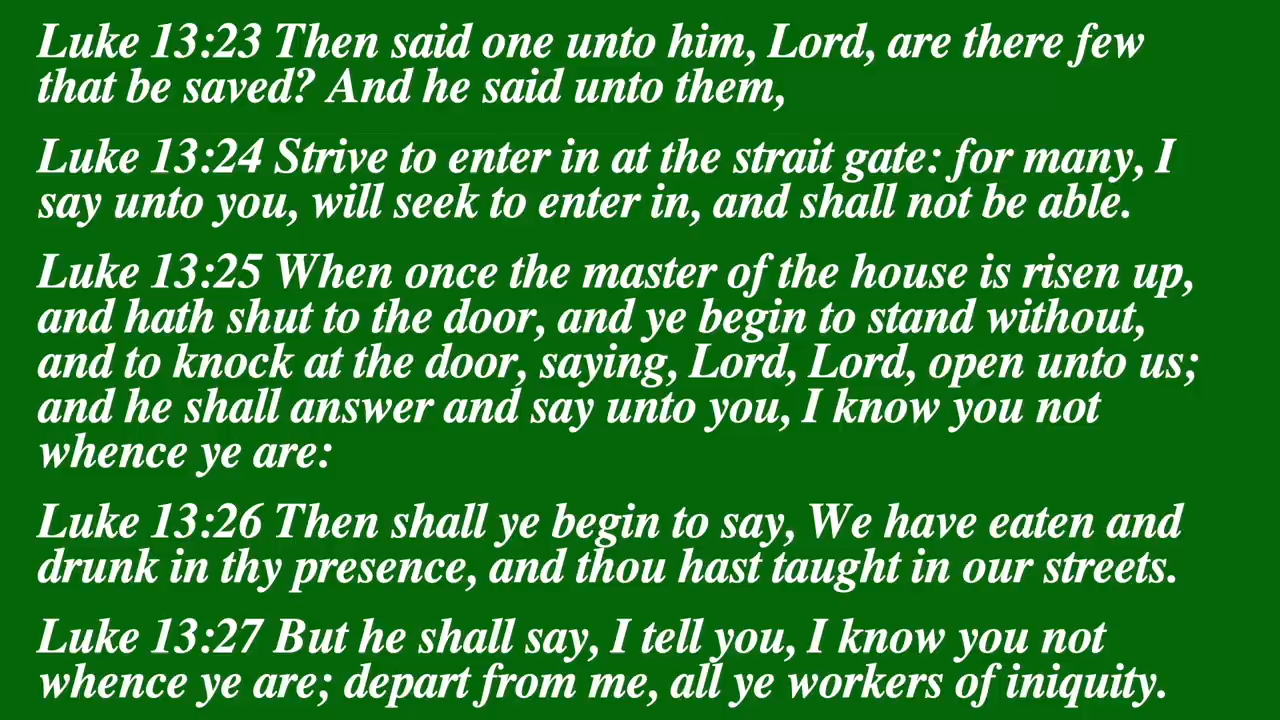 Luke 13:23 Then said one unto him, Lord, are there few
that be saved? And he said unto them,
Luke 13:24 Strive to enter in at the strait gate: for many, I
say unto you, will seek to enter in, and shall not be able.
Luke 13:25 When once the master of the house is risen up,
and hath shut to the door, and ye begin to stand without,
and to knock at the door, saying, Lord, Lord, open unto us;
and he shall answer and say unto you, I know you not
whence ye are:
Luke 13:26 Then shall ye begin to say, We have eaten and
drunk in thy presence, and thou hast taught in our streets.
Luke 13:27 But he shall say, I tell you, I know you not
whence ye are; depart from me, all ye workers of iniquity.